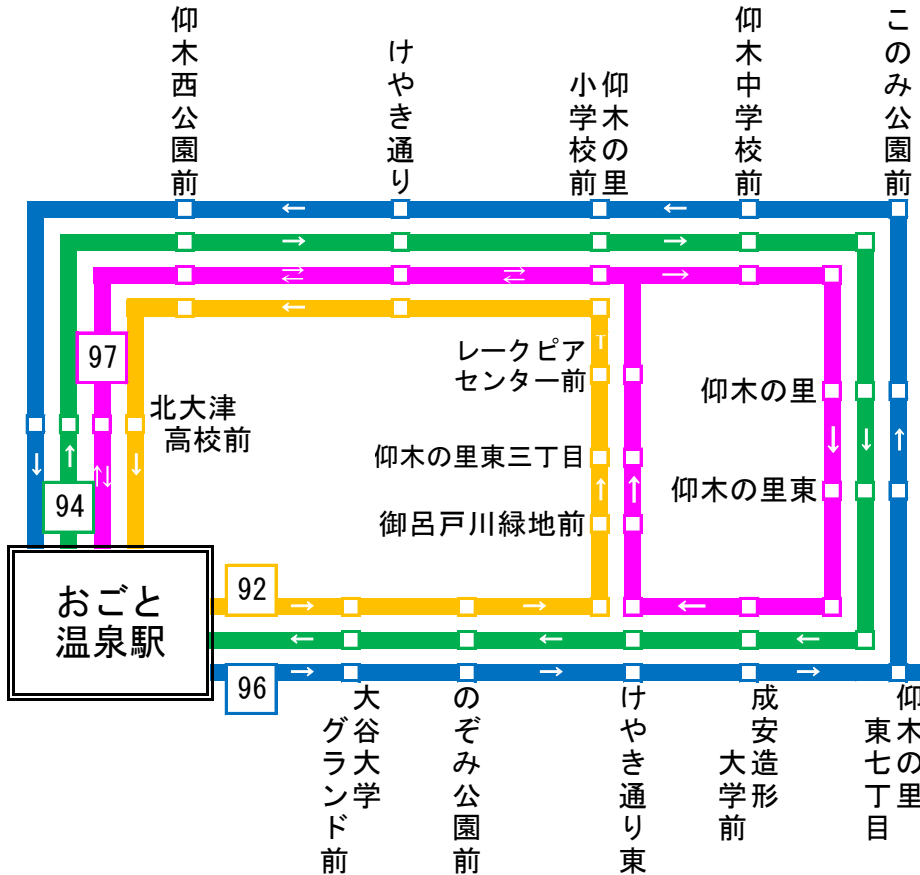 仰木西公園前
けやき通り
仰木の里
小学校前
仰木中学校前
このみ公園前
97
レークピア
センター前
仰木の里
北大津
高校前
仰木の里東三丁目
仰木の里東
94
御呂戸川緑地前
おごと
温泉駅
92
96
大谷大学
グランド前
のぞみ公園前
けやき通り東
成安造形
大学前
仰木の里
東七丁目